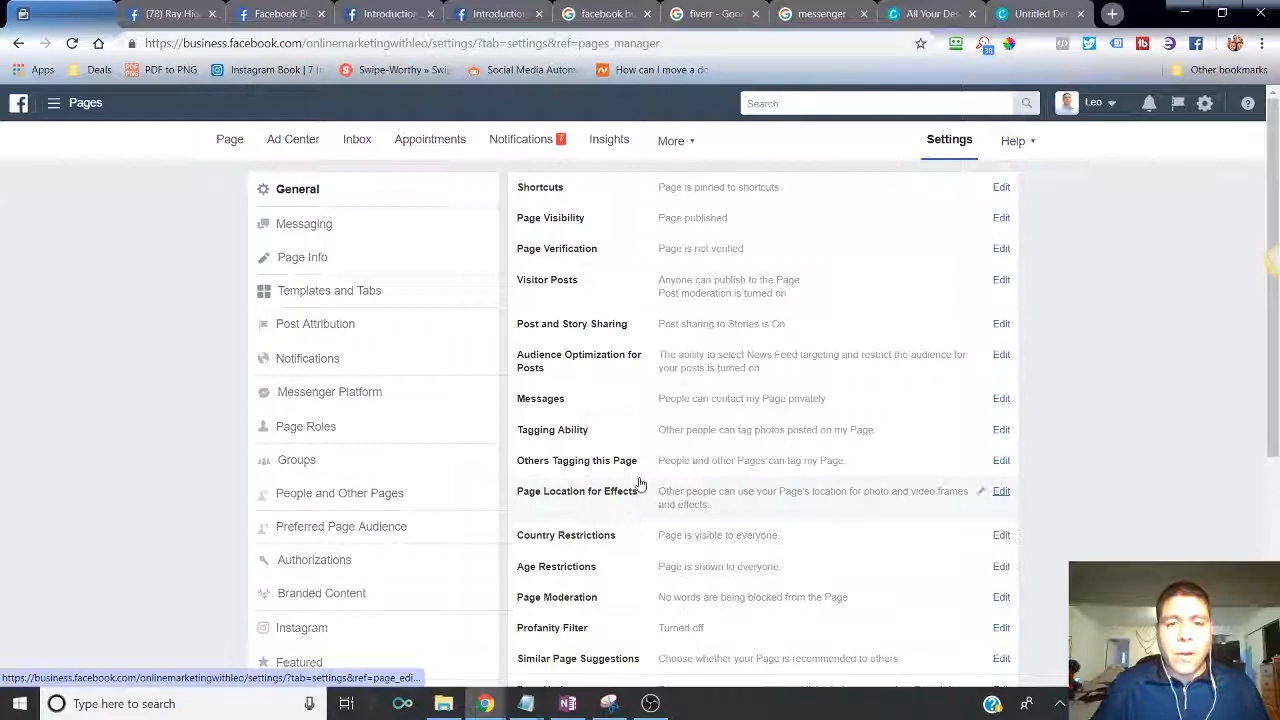 (78) Ray Hig
Facebook Bl
Introduction
Introduction
facebook bu
fiverr - Goo
messenger
All Your Des
Untitled Des
https://business.facebook.com/onlinemarketingwithleo/settings/?tab=settings&ref=pages_manager
38
Apps
Deals
PDF to PNG
Instagram Book | 7 In
Swipe-Worthy » Swip
Social Media Autom
How can I move a do
Other bookmarks
Pages
Search
Leo
Page
Ad Center
Inbox
Appointments
Notifications 7
Insights
More
Settings
Help
General
Messaging
Page Info
Templates and Tabs
Post Attribution
Notifications
Messenger Platform
Page Roles
Groups
People and Other Pages
Preferred Page Audience
Authorizations
Branded Content
Instagram
Featured
Shortcuts Page is pinned to shortcuts Edit
Page Visibility Page published Edit
Page Verification Page is not verified Edit
Visitor Posts Anyone can publish to the Page Edit
Post moderation is turned on
Post and Story Sharing Post sharing to Stories is On Edit
Audience Optimization for The ability to select News Feed targeting and restrict the audience for Edit
Posts your posts is turned on
Messages People can contact my Page privately Edit
Tagging Ability Other people can tag photos posted on my Page. Edit
Others Tagging this Page People and other Pages can tag my Page. Edit
Page Location for Effects Other people can use your Page's location for photo and video frames Edit
and effects.
Country Restrictions Page is visible to everyone. Edit
Age Restrictions Page is shown to everyone. Edit
Page Moderation No words are being blocked from the Page Edit
Profanity Filter Turned off Edit
Similar Page Suggestions Choose whether your Page is recommended to others Edit
https://business.facebook.com/onlinemarketingwithleo/settings/?tab=settings&ref=page_edi...
Type here to search